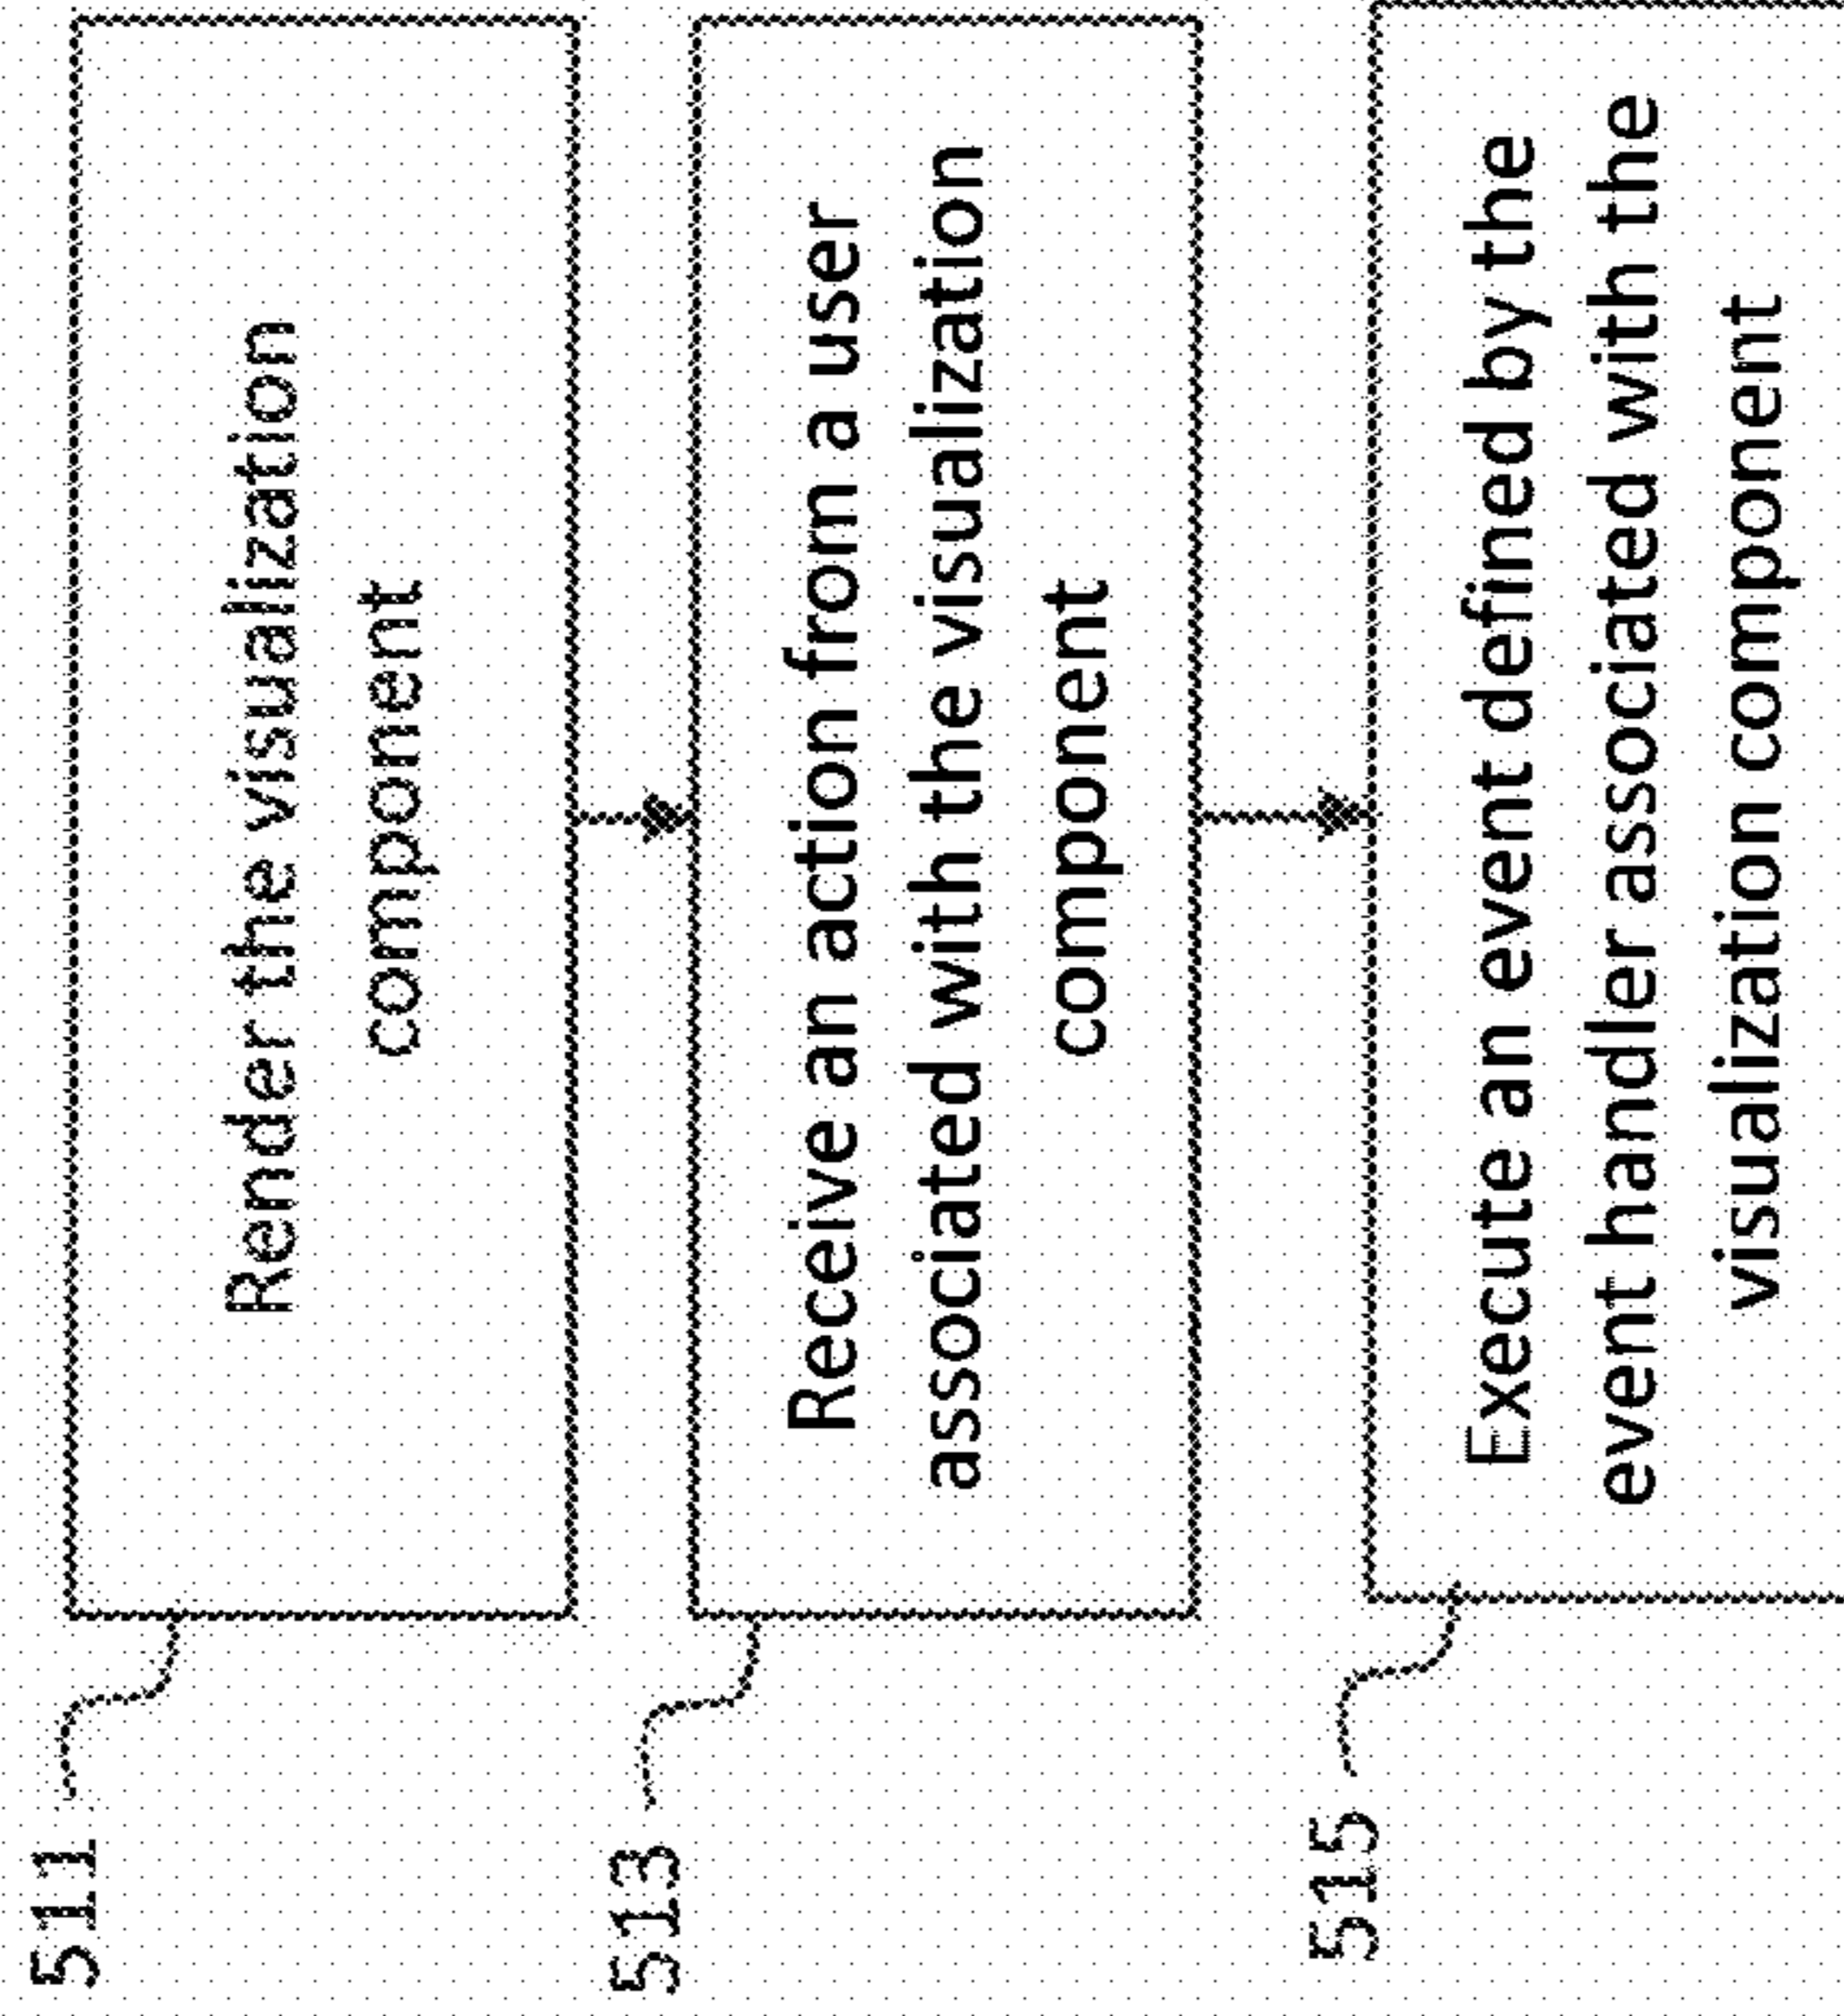 511
Render the visualization
component
513
Receive an action from a user
associated with the visualization
component
515
Execute an event defined by the
event handler associated with the
visualization component